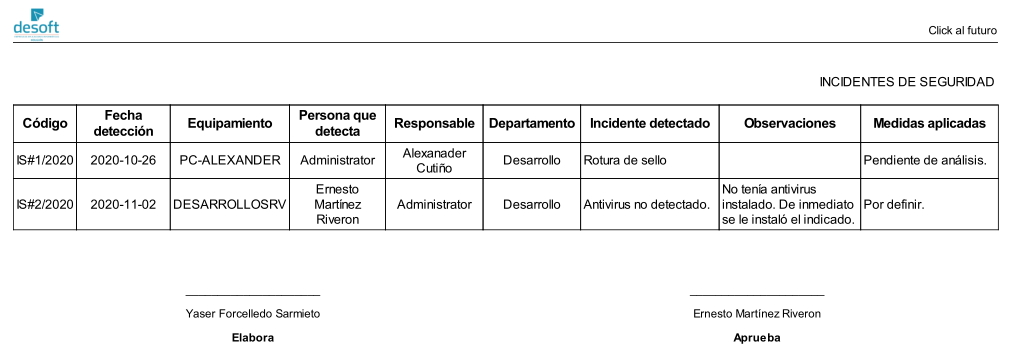 desoft
Click al futuro
INCIDENTES DE SEGURIDAD
Código
Fecha
detección
Equipamiento
Persona que
detecta
Responsable
Departamento
Incidente detectado
Observaciones
Medidas aplicadas
IS#1/2020
2020-10-26
PC-ALEXANDER
Administrator
Alexanader
Cutiño
Desarrollo
Rotura de sello
Pendiente de análisis.
IS#2/2020
2020-11-02
DESARROLLOSRV
Ernesto
Martínez
Riveron
Administrator
Desarrollo
Antivirus no detectado.
No tenía antivirus
instalado. De inmediato
se le instaló el indicado.
Por definir.
Yaser Forcelledo Sarmieto
Elabora
Ernesto Martínez Riveron
Aprueba